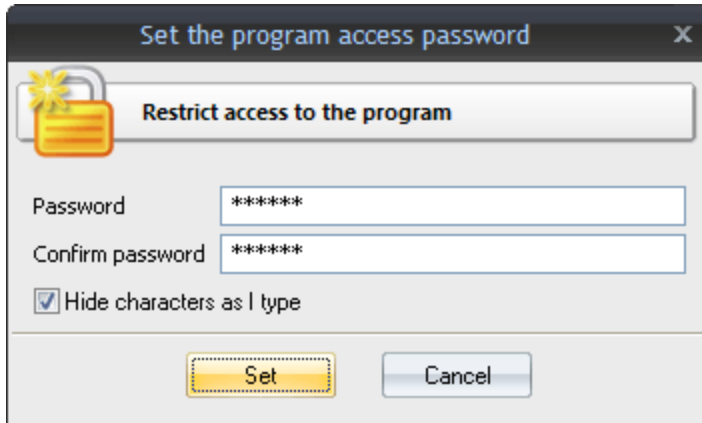 Set the program access password x
Restrict access to the program
Password ******
Confirm password ******
Hide characters as I type
Set Cancel